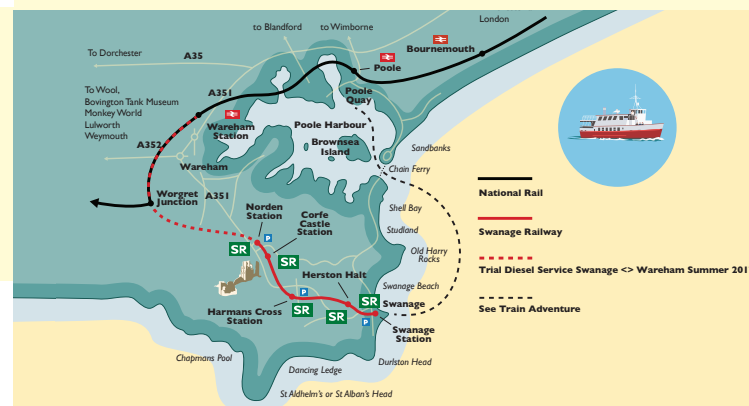 London
to Blandford
to Wimborne
Bournemouth
To Dorchester
A35
Poole
To Wool,
Bovington Tank Museum
Monkey World
Lulworth
Weymouth
A351
Poole
Quay
Wareham
Station
Poole Harbour
Brownsea
Island
A352
Sandbanks
Wareham
Chain Ferry
Worgret
Junction
A351
National Rail
Norden
Station
Corfe
Castle
Station
Shell Bay
Studland
P
SR
Swanage Railway
Old Harry
Rocks
SR
Herston Halt
Trial Diesel Service Swanage <> Wareham Summer 201
Swanage Beach
P
SR
Swanage
See Train Adventure
Harmans Cross
Station
SR
SR
P
Swanage
Station
Chapmans Pool
Durlston Head
Dancing Ledge
St Aldhelm's or St Alban's Head